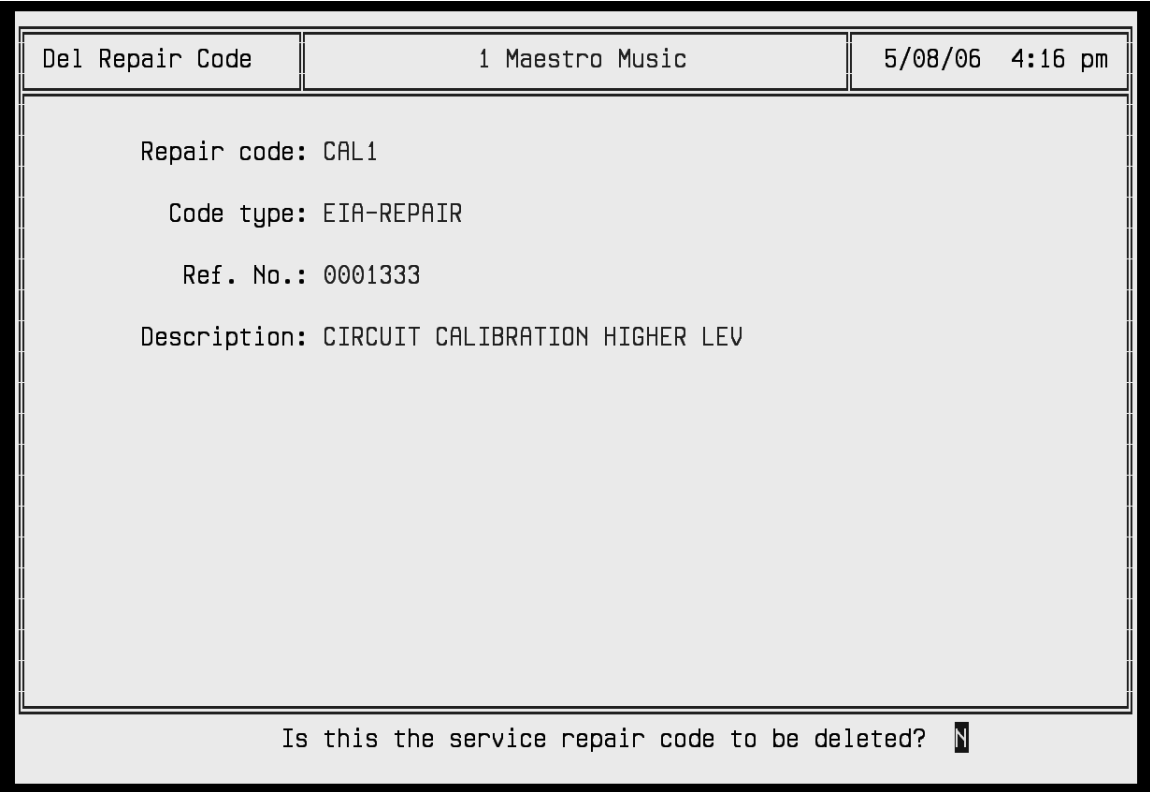 Del Repair Code 1 Maestro Music 5/08/06 4:16 pm
Repair code: CAL1
Code type: EIA-REPAIR
Ref. No.: 0001333
Description: CIRCUIT CALIBRATION HIGHER LEV
Is this the service repair code to be deleted? N